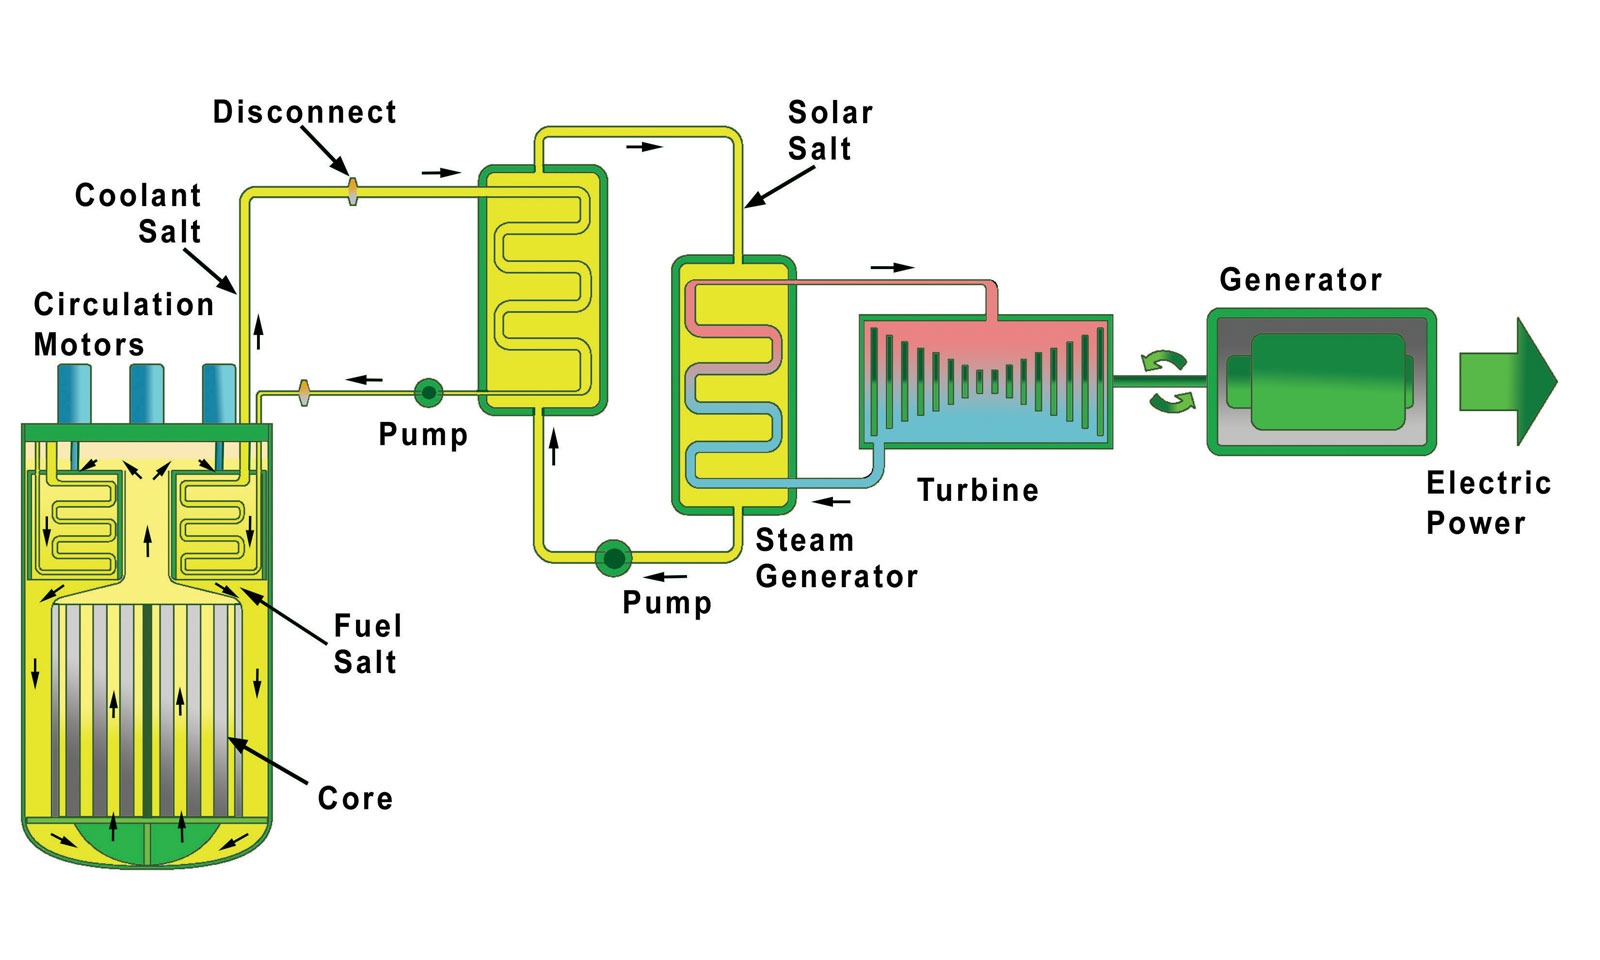 Disconnect
Solar
Salt
Coolant
Salt
Circulation
Motors
Generator
Pump
Turbine
Electric
Power
Steam
Generator
Pump
Fuel
Salt
Core